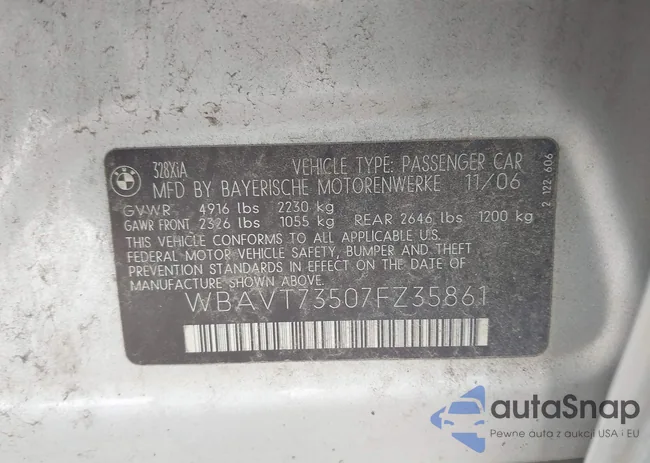 BMW
328XiA VEHICLE TYPE: PASSENGER CAR
MFD BY BAYERISCHE MOTORENWERKE 11/06
GVWR 4916 lbs 2230 kg
GAWR FRONT 2326 lbs 1055 kg REAR 2646 lbs 1200 kg
THIS VEHICLE CONFORMS TO ALL APPLICABLE U.S.
FEDERAL MOTOR VEHICLE SAFETY, BUMPER AND THEFT
PREVENTION STANDARDS IN EFFECT ON THE DATE OF
MANUFACTURE SHOWN ABOVE.
WBAVT73507FZ35861
2 122 606
autaSnap
Pewne auta z aukcji USA i EU